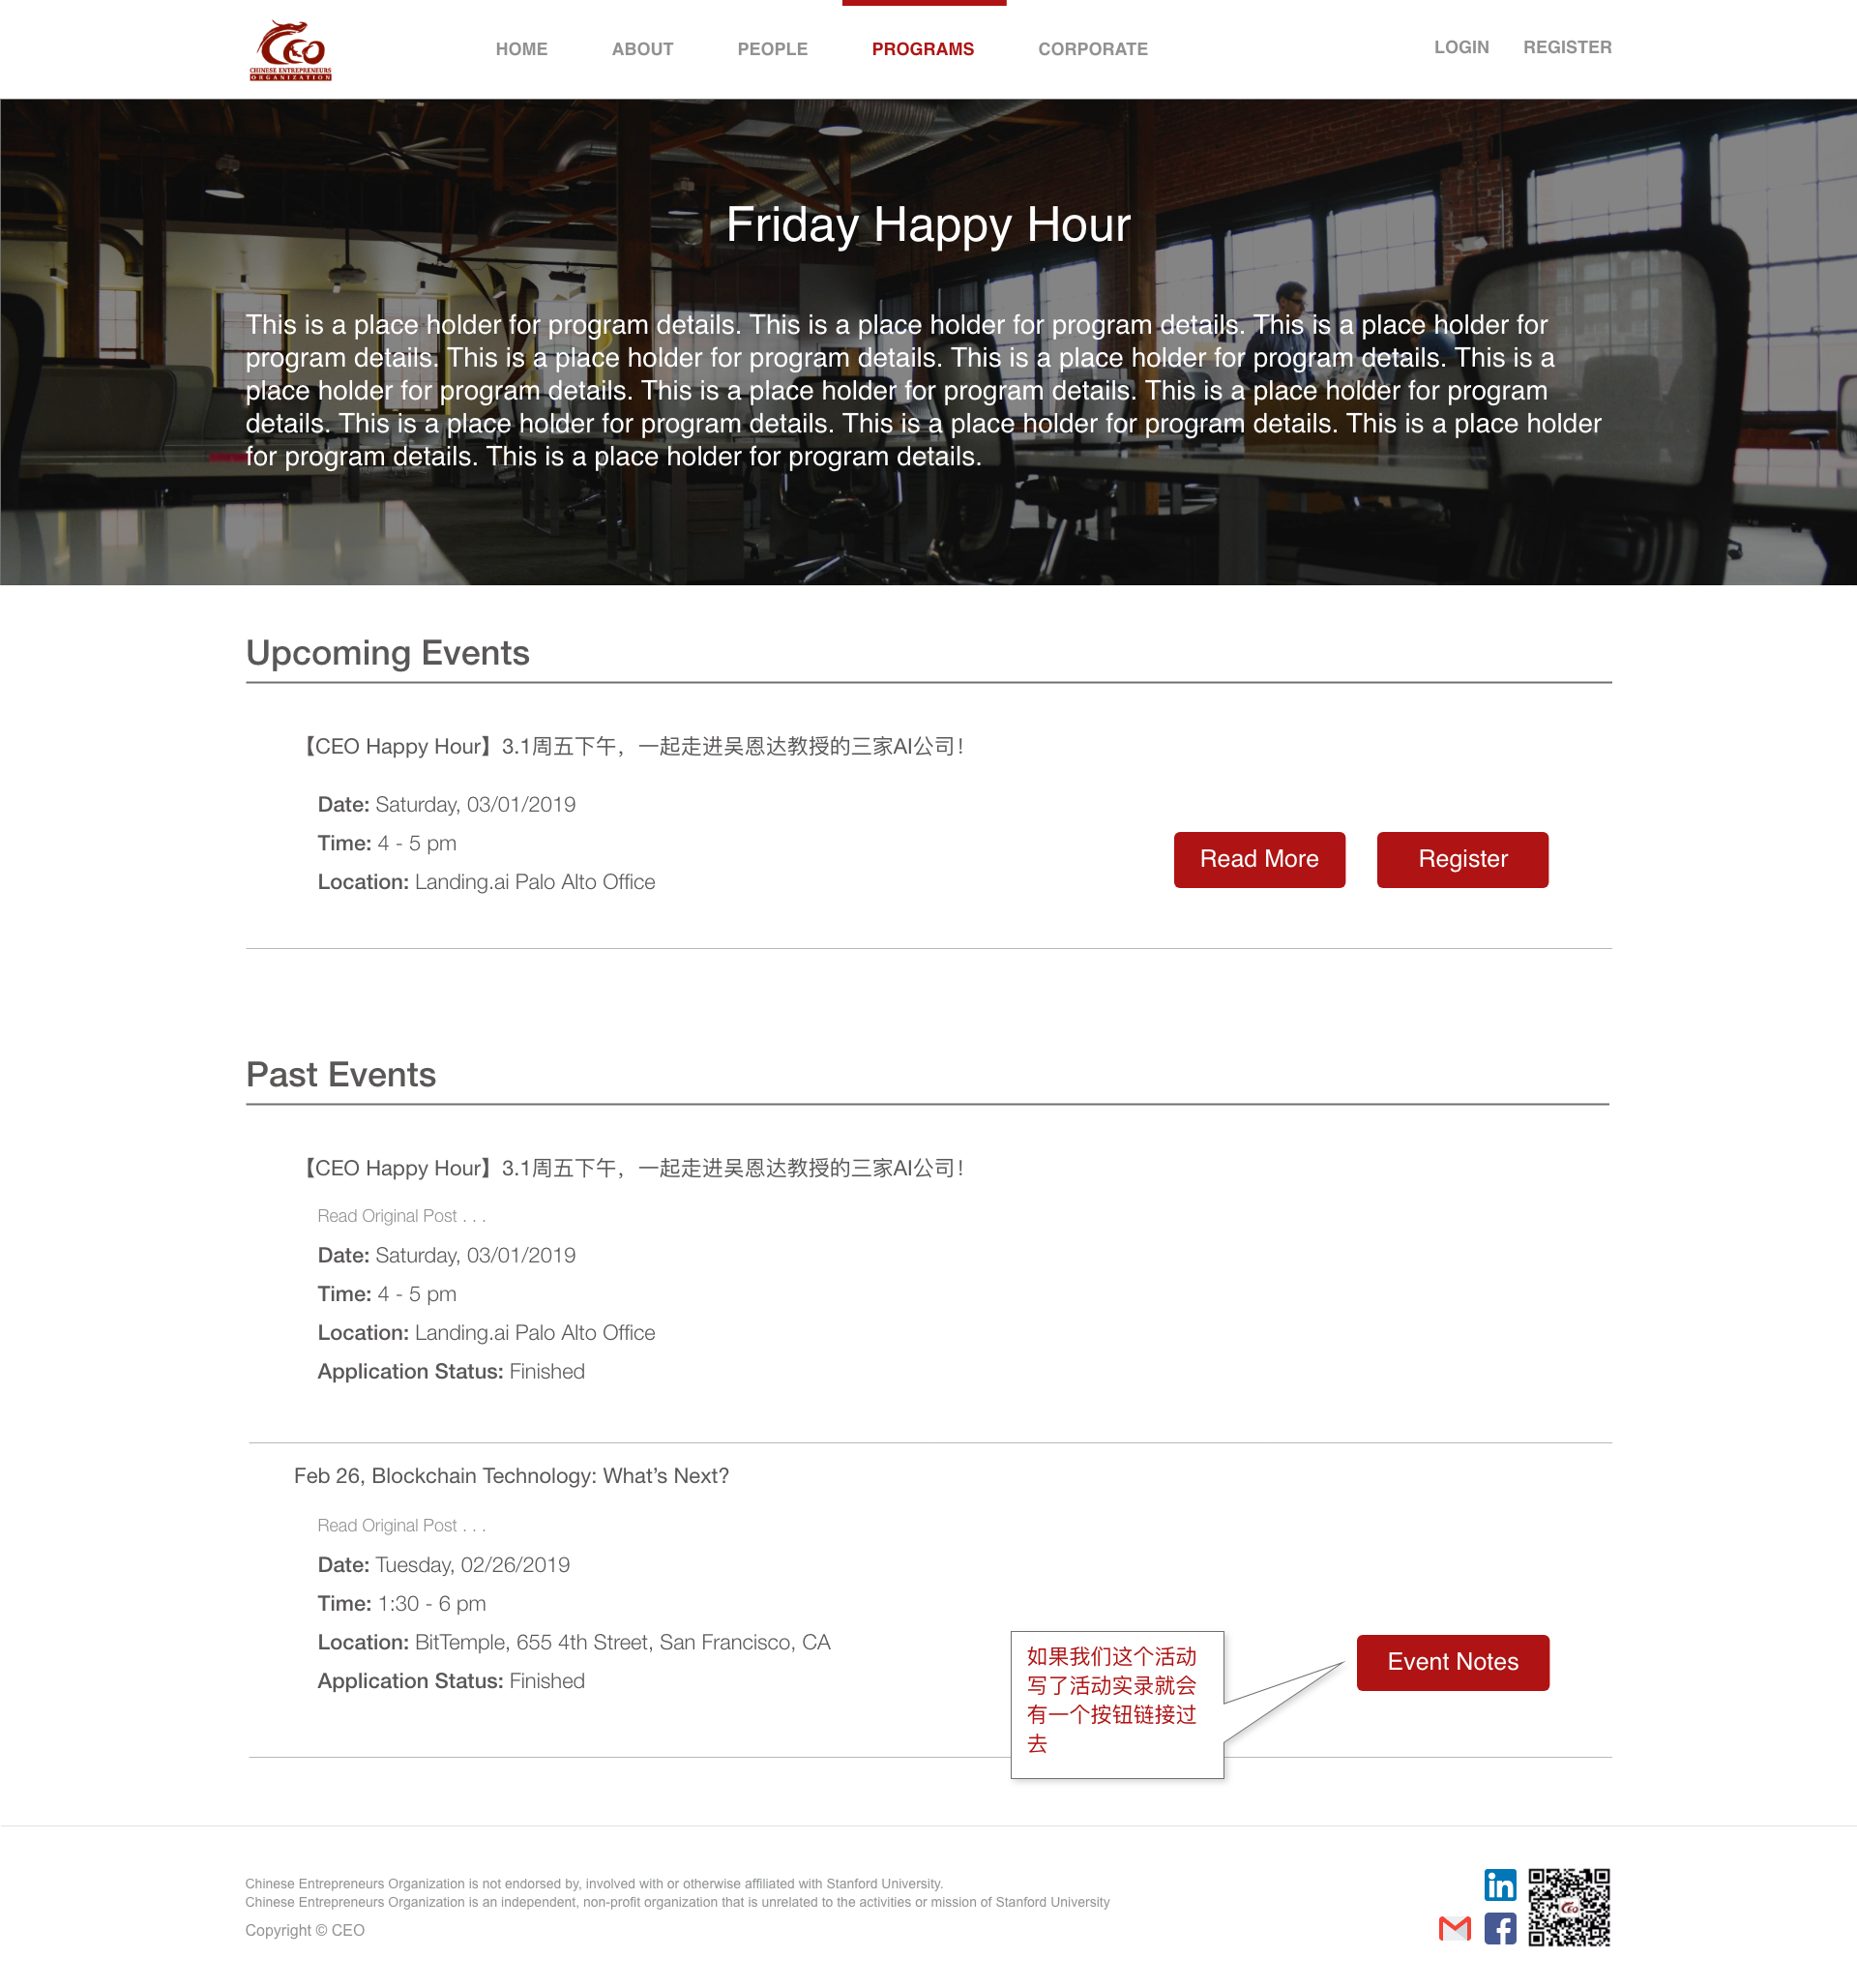 CEO
CHINESE ENTREPRENEURS
ORGANIZATION
HOME ABOUT PEOPLE PROGRAMS CORPORATE LOGIN REGISTER
Friday Happy Hour
This is a place holder for program details. This is a place holder for program details. This is a place holder for
program details. This is a place holder for program details. This is a place holder for program details. This is a
place holder for program details. This is a place holder for program details. This is a place holder for program
details. This is a place holder for program details. This is a place holder for program details. This is a place holder
for program details. This is a place holder for program details.
Upcoming Events
【CEO Happy Hour】3.1周五下午，一起走进吴恩达教授的三家AI公司！
Date: Saturday, 03/01/2019
Time: 4 - 5 pm
Location: Landing.ai Palo Alto Office
Read More Register
Past Events
【CEO Happy Hour】3.1周五下午，一起走进吴恩达教授的三家AI公司！
Read Original Post . . .
Date: Saturday, 03/01/2019
Time: 4 - 5 pm
Location: Landing.ai Palo Alto Office
Application Status: Finished
Feb 26, Blockchain Technology: What’s Next?
Read Original Post . . .
Date: Tuesday, 02/26/2019
Time: 1:30 - 6 pm
Location: BitTemple, 655 4th Street, San Francisco, CA
Application Status: Finished
如果我们这个活动
写了活动实录就会
有一个按钮链接过
去
Event Notes
Chinese Entrepreneurs Organization is not endorsed by, involved with or otherwise affiliated with Stanford University.
Chinese Entrepreneurs Organization is an independent, non-profit organization that is unrelated to the activities or mission of Stanford University
Copyright © CEO
in
f
CEO